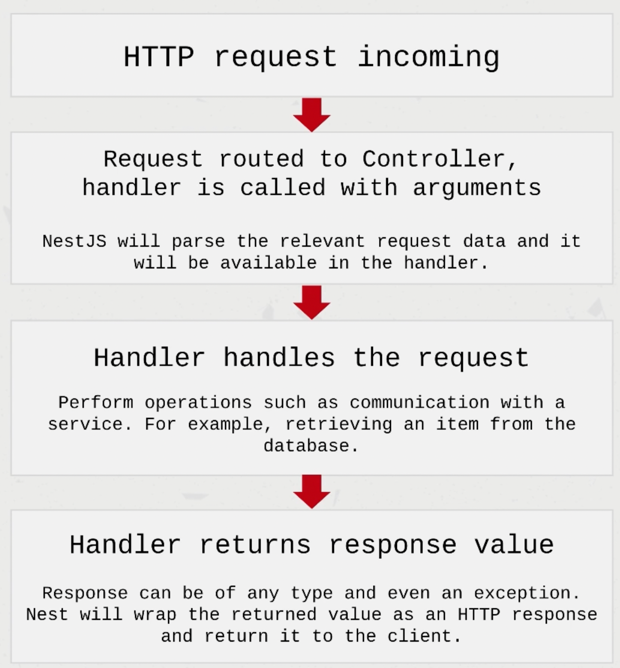 HTTP request incoming
Request routed to Controller,
handler is called with arguments
NestJS will parse the relevant request data and it
will be available in the handler.
Handler handles the request
Perform operations such as communication with a
service. For example, retrieving an item from the
database.
Handler returns response value
Response can be of any type and even an exception.
Nest will wrap the returned value as an HTTP response
and return it to the client.